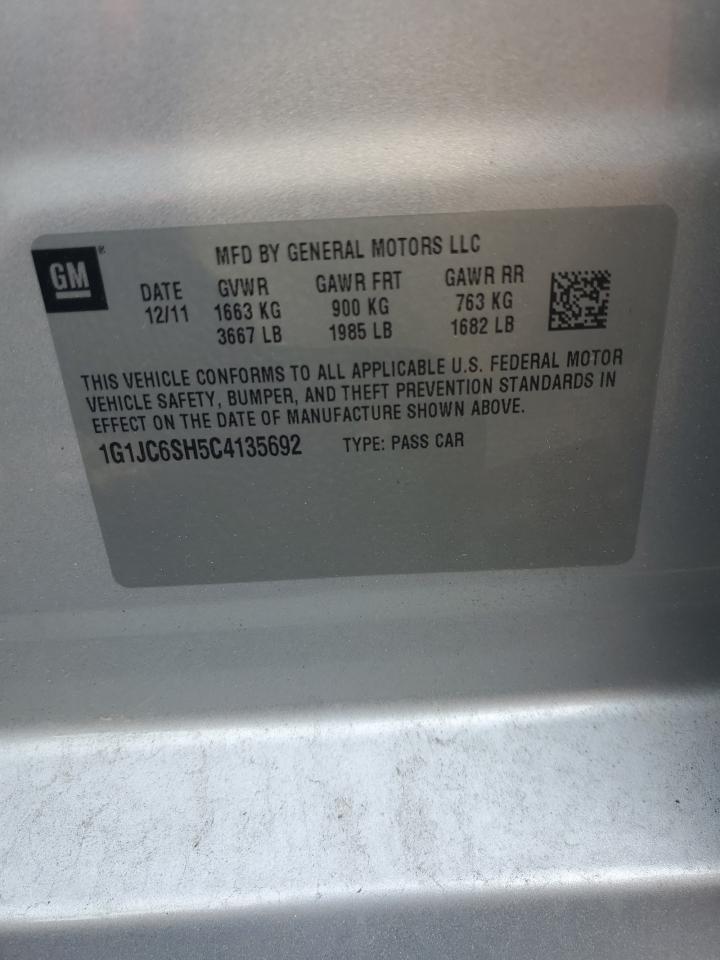 GM®
MFD BY GENERAL MOTORS LLC
DATE GVWR GAWR FRT GAWR RR
12/11 1663 KG 900 KG 763 KG
3667 LB 1985 LB 1682 LB
THIS VEHICLE CONFORMS TO ALL APPLICABLE U.S. FEDERAL MOTOR
VEHICLE SAFETY, BUMPER, AND THEFT PREVENTION STANDARDS IN
EFFECT ON THE DATE OF MANUFACTURE SHOWN ABOVE.
1G1JC6SH5C4135692 TYPE: PASS CAR